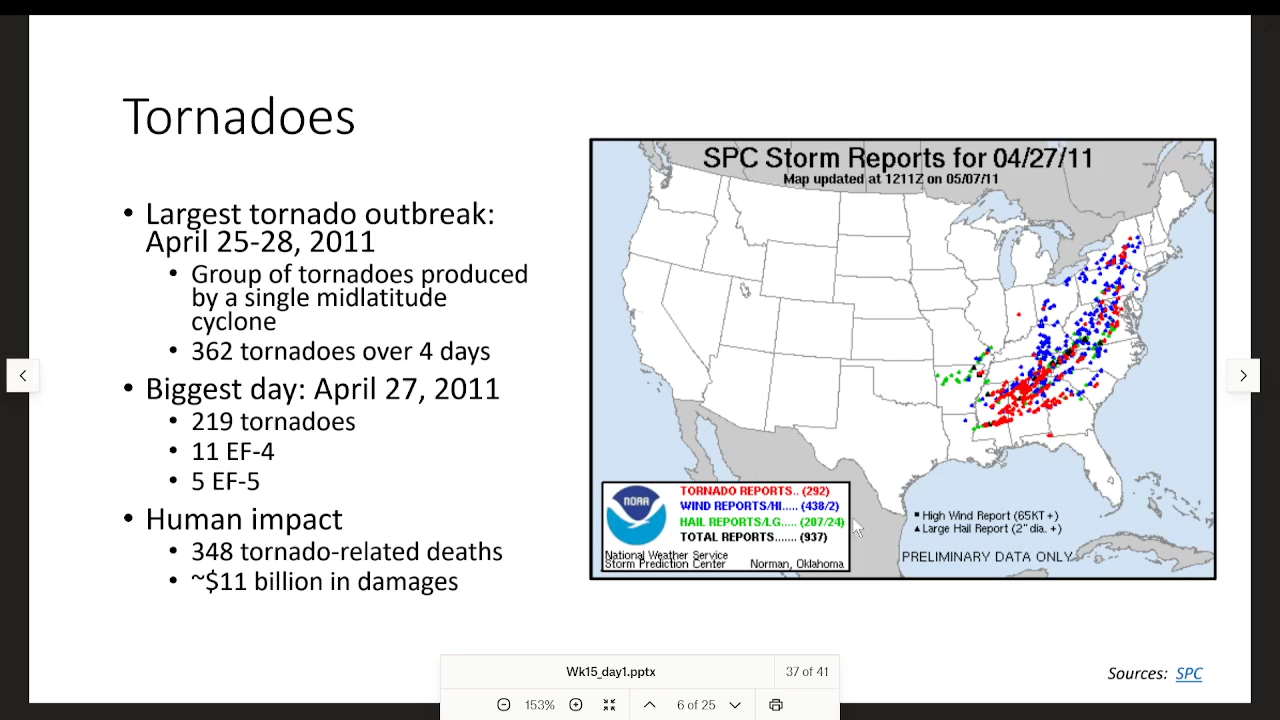 Tornadoes
• Largest tornado outbreak:
April 25-28, 2011
• Group of tornadoes produced
by a single midlatitude
cyclone
• 362 tornadoes over 4 days
• Biggest day: April 27, 2011
• 219 tornadoes
• 11 EF-4
• 5 EF-5
• Human impact
• 348 tornado-related deaths
• ~$11 billion in damages
SPC Storm Reports for 04/27/11
Map updated at 1211Z on 05/07/11
NOAA
TORNADO REPORTS.. (292)
WIND REPORTS/HI..... (438/2)
HAIL REPORTS/LG..... (207/24)
TOTAL REPORTS....... (937)
National Weather Service
Storm Prediction Center Norman, Oklahoma
■ High Wind Report (65KT +)
▲ Large Hail Report (2" dia. +)
PRELIMINARY DATA ONLY
Sources: SPC
Wk15_day1.pptx 37 of 41
153% 6 of 25